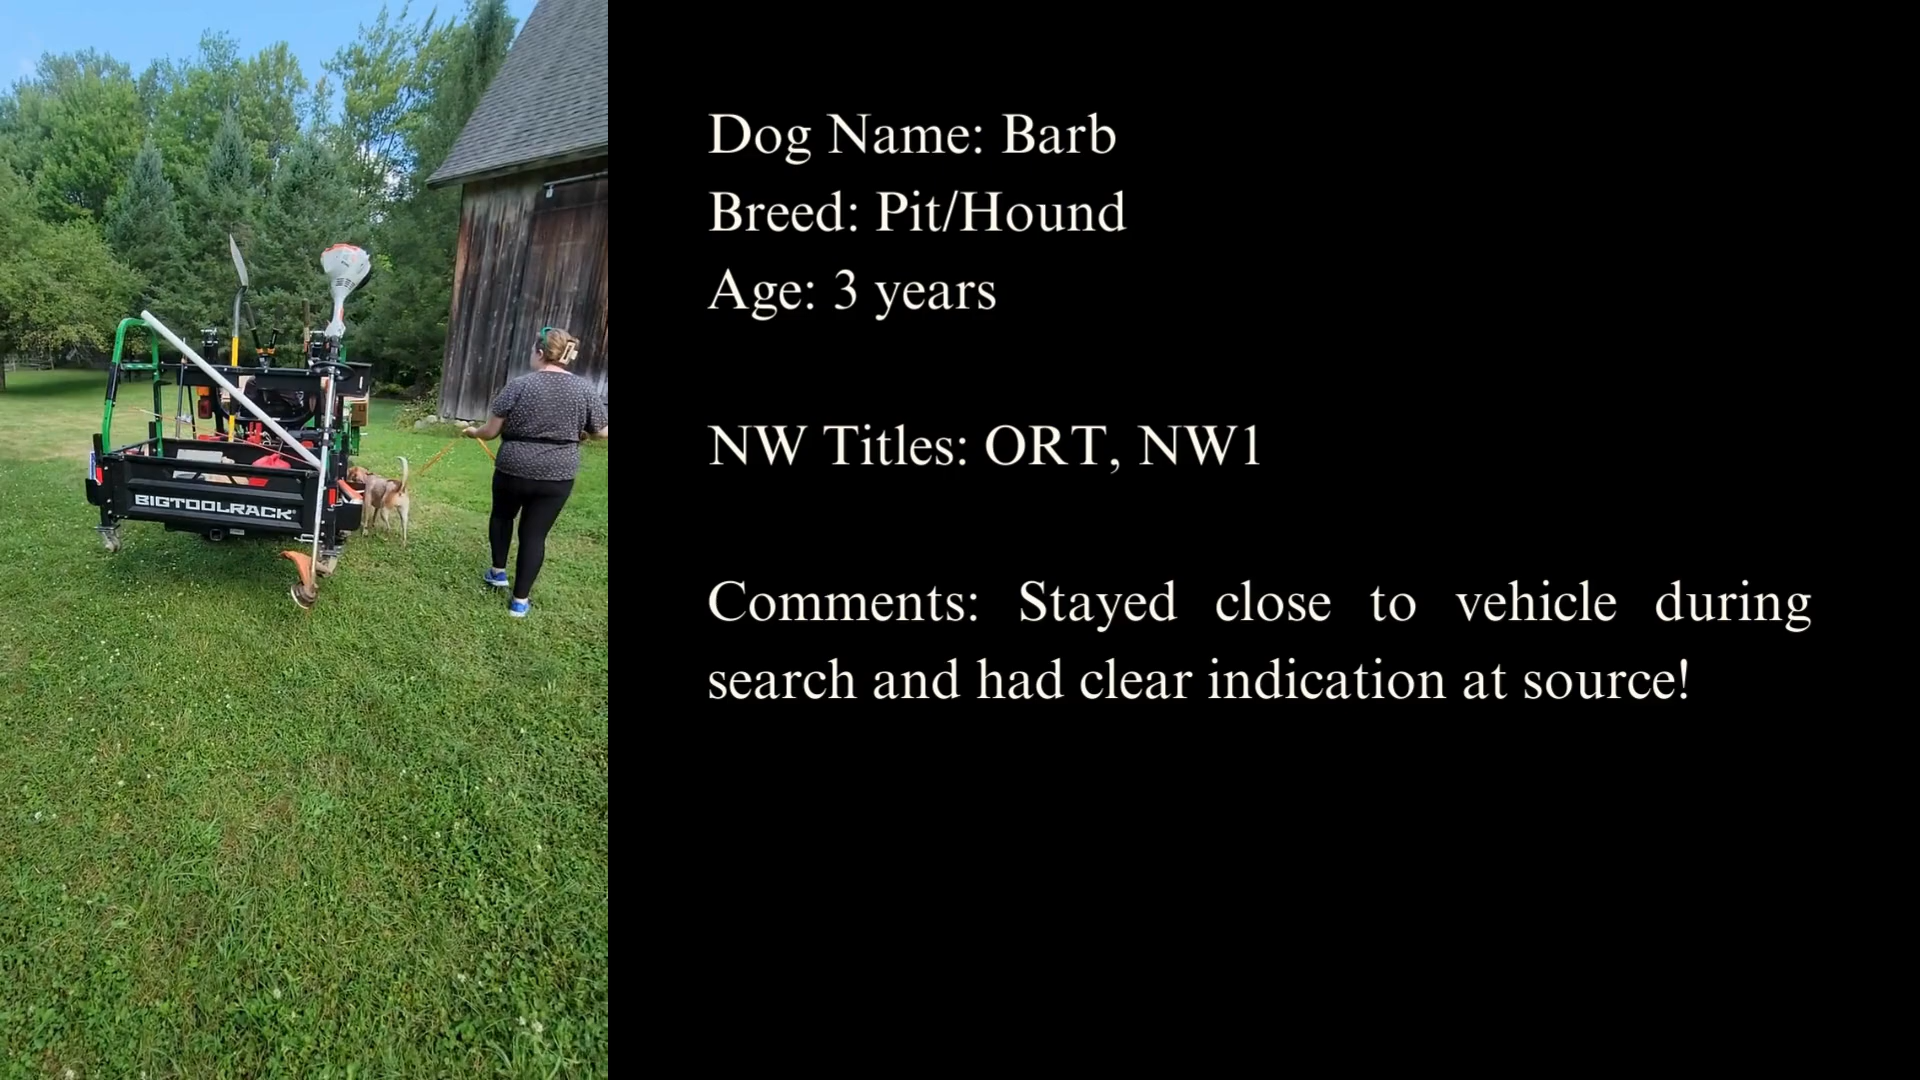 BIGTOOLRACK
Dog Name: Barb
Breed: Pit/Hound
Age: 3 years
NW Titles: ORT, NW1
Comments: Stayed close to vehicle during
search and had clear indication at source!